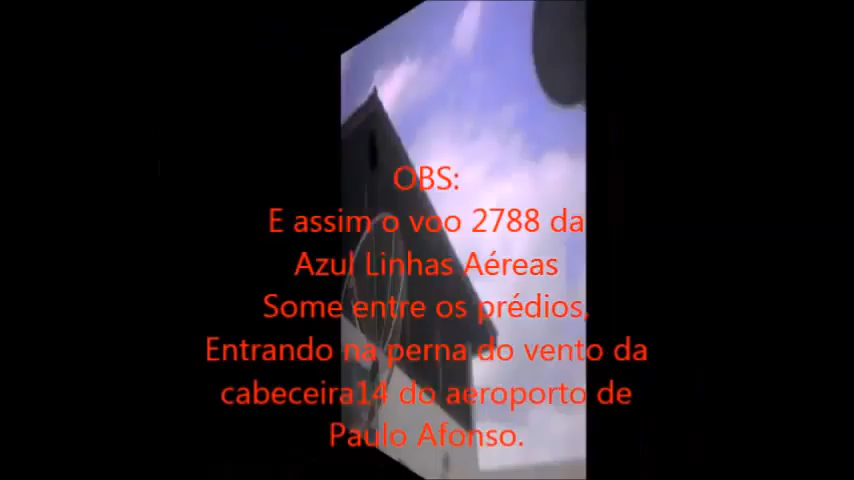 OBS:
E assim o voo 2788 da
Azul Linhas Aéreas
Some entre os prédios,
Entrando na perna do vento da
cabeceira14 do aeroporto de
Paulo Afonso.